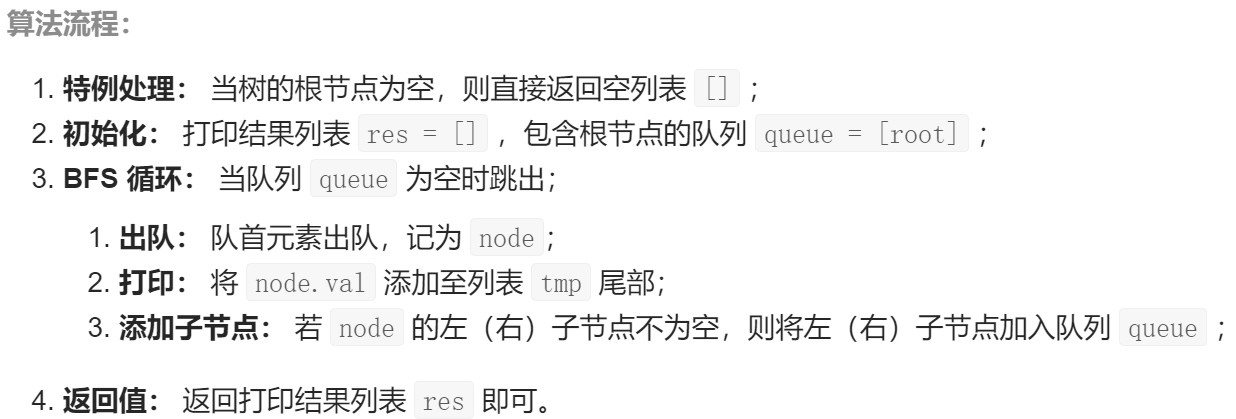 算法流程：
1. 特例处理： 当树的根节点为空，则直接返回空列表 [] ；
2. 初始化： 打印结果列表 res = [] ，包含根节点的队列 queue = [root] ；
3. BFS 循环： 当队列 queue 为空时跳出；
1. 出队： 队首元素出队，记为 node；
2. 打印： 将 node.val 添加至列表 tmp 尾部；
3. 添加子节点： 若 node 的左（右）子节点不为空，则将左（右）子节点加入队列 queue ；
4. 返回值： 返回打印结果列表 res 即可。